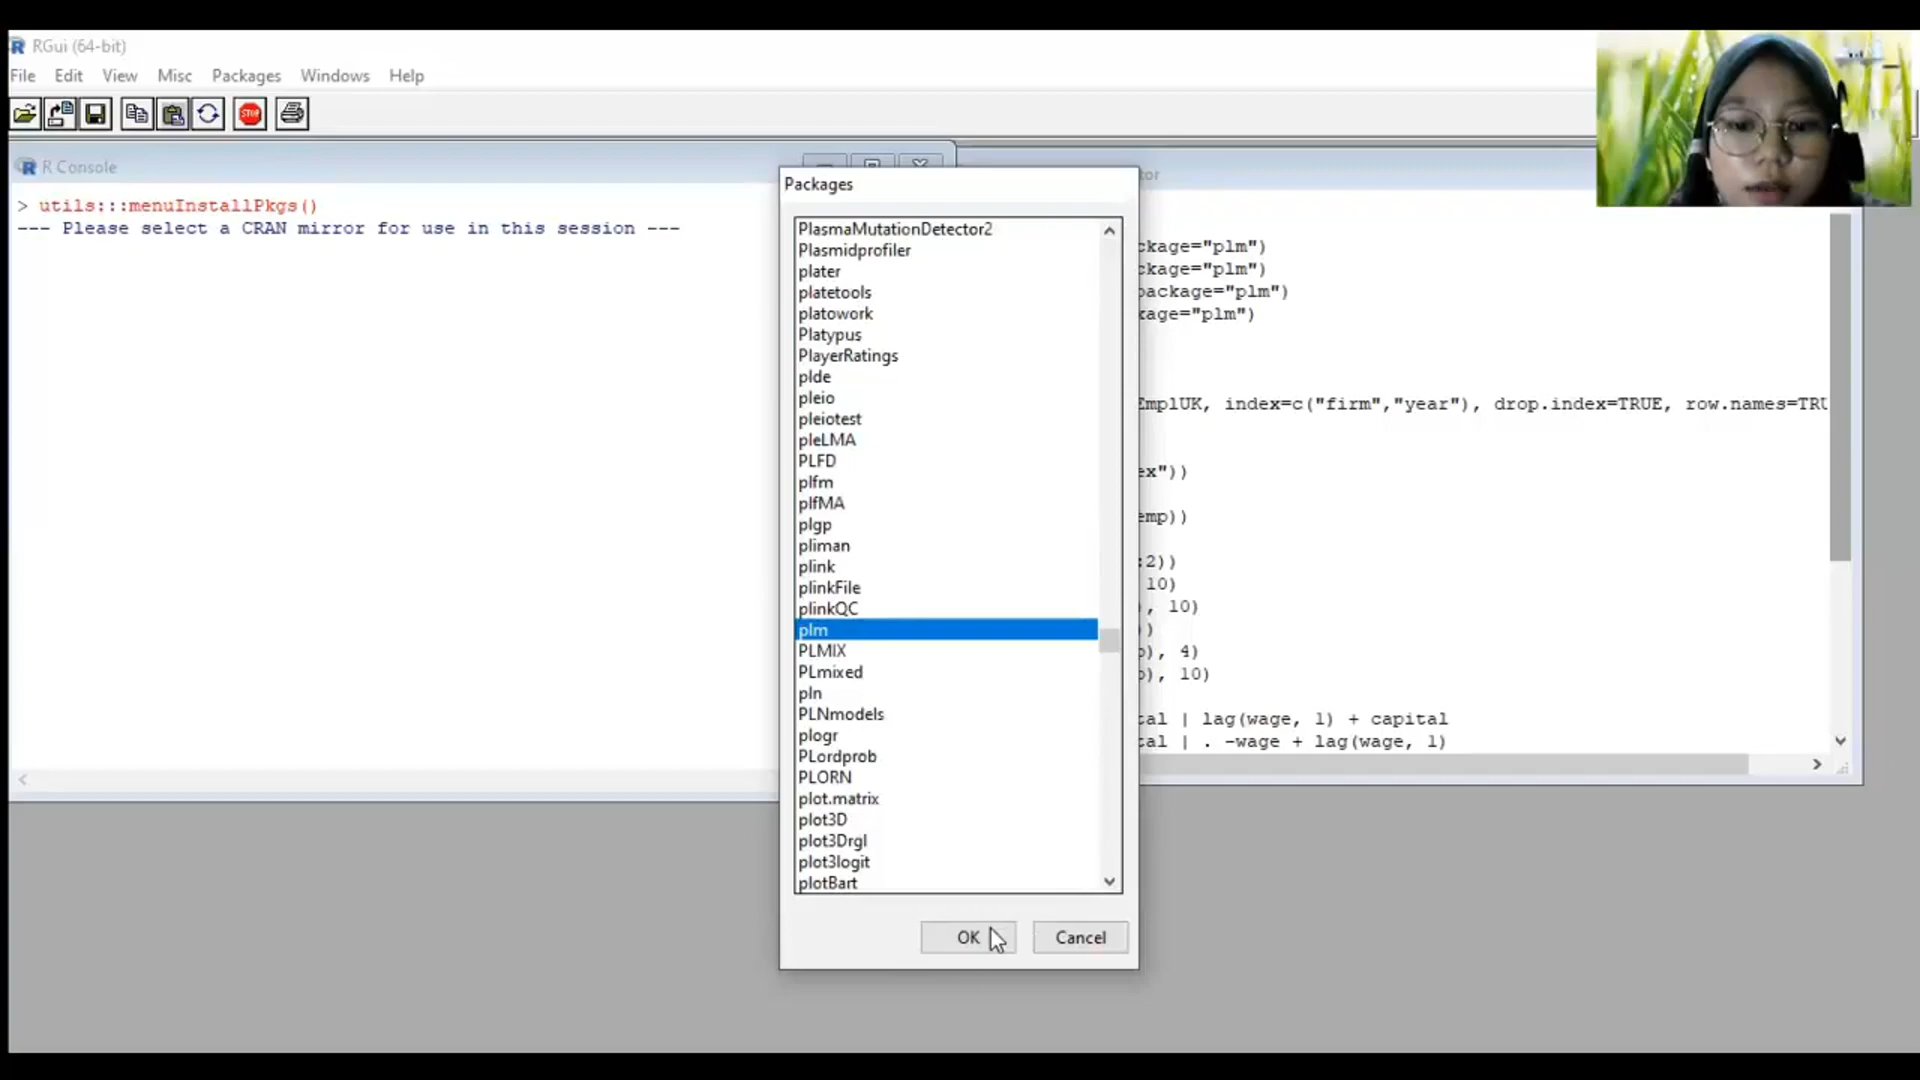 RGui (64-bit)
File Edit View Misc Packages Windows Help
STOP
R Console
> utils:::menuInstallPkgs()
--- Please select a CRAN mirror for use in this session ---
Packages
PlasmaMutationDetector2
Plasmidprofiler
plater
platetools
platowork
Platypus
PlayerRatings
plde
pleio
pleiotest
pleLMA
PLFD
plfm
plfMA
plgp
pliman
plink
plinkFile
plinkQC
plm
PLMIX
PLmixed
pln
PLNmodels
plogr
PLordprob
PLORN
plot.matrix
plot3D
plot3Drgl
plot3logit
plotBart
OK Cancel
tor
ckage="plm")
ckage="plm")
package="plm")
kage="plm")
EmplUK, index=c("firm","year"), drop.index=TRUE, row.names=TRU
ex"))
emp))
:2))
10)
), 10)
))
p), 4)
p), 10)
tal | lag(wage, 1) + capital
tal | . -wage + lag(wage, 1)